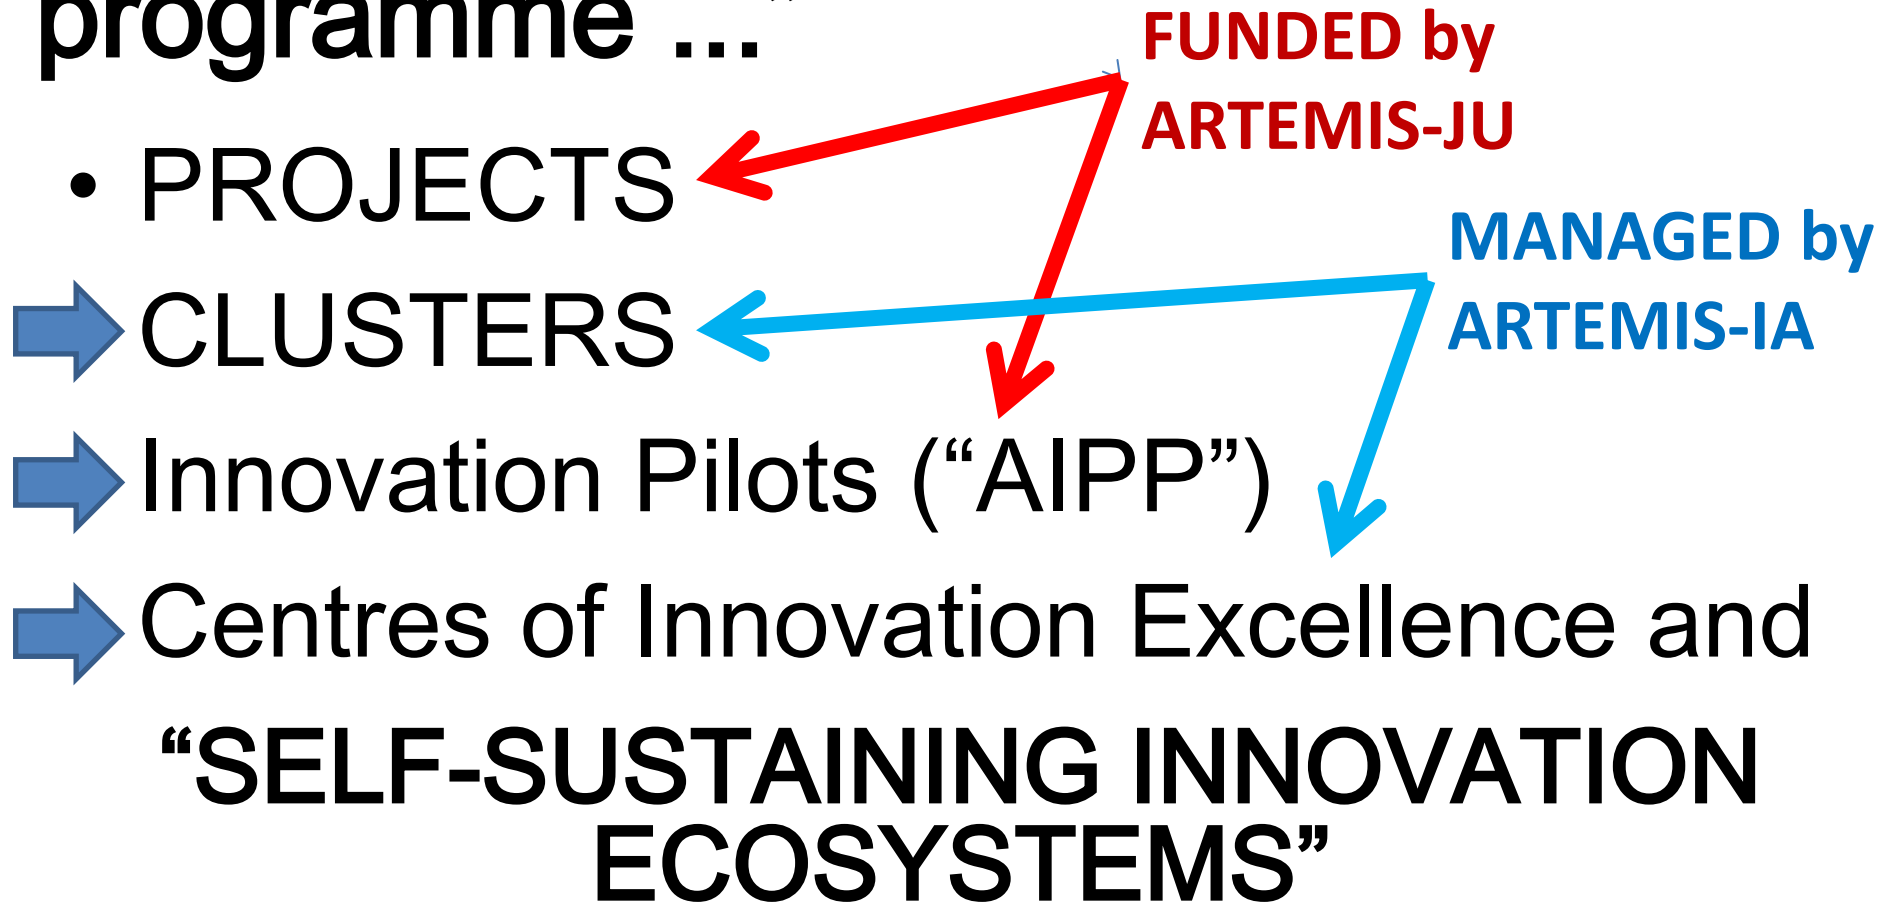 programme ...
FUNDED by
ARTEMIS-JU
• PROJECTS
MANAGED by
ARTEMIS-IA
CLUSTERS
Innovation Pilots (“AIPP”)
Centres of Innovation Excellence and
“SELF-SUSTAINING INNOVATION
ECOSYSTEMS”